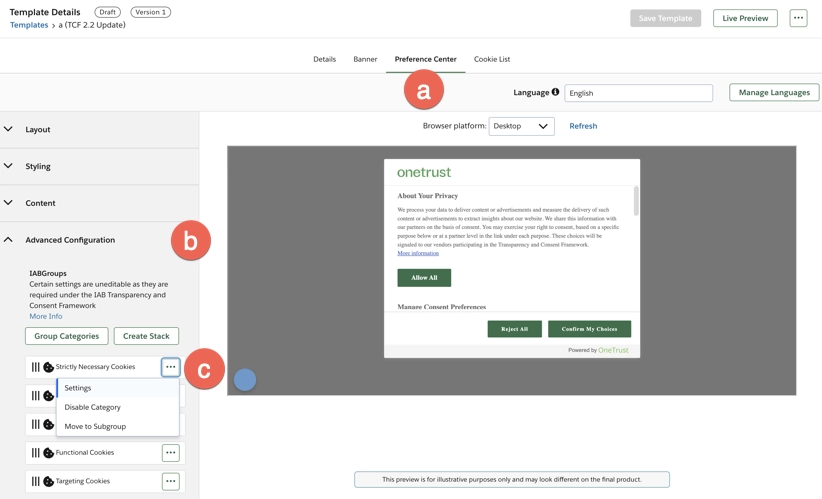 Template Details Draft Version 1
Templates > a (TCF 2.2 Update)
Save Template Live Preview ...
Details Banner Preference Center Cookie List
a
Language English Manage Languages
Browser platform: Desktop Refresh
Layout
Styling
Content
Advanced Configuration
b
IABGroups
Certain settings are uneditable as they are
required under the IAB Transparency and
Consent Framework
More Info
Group Categories Create Stack
Strictly Necessary Cookies ...
c
Settings
Disable Category
Move to Subgroup
Functional Cookies ...
Targeting Cookies ...
onetrust
About Your Privacy
We process your data to deliver content or advertisements and measure the delivery of such
content or advertisements to extract insights about our website. We share this information with
our partners on the basis of consent. You may exercise your right to consent, based on a specific
purpose below or at a partner level in the link under each purpose. These choices will be
signaled to our vendors participating in the Transparency and Consent Framework.
More information
Allow All
Manage Consent Preferences
Reject All Confirm My Choices
Powered by OneTrust
This preview is for illustrative purposes only and may look different on the final product.